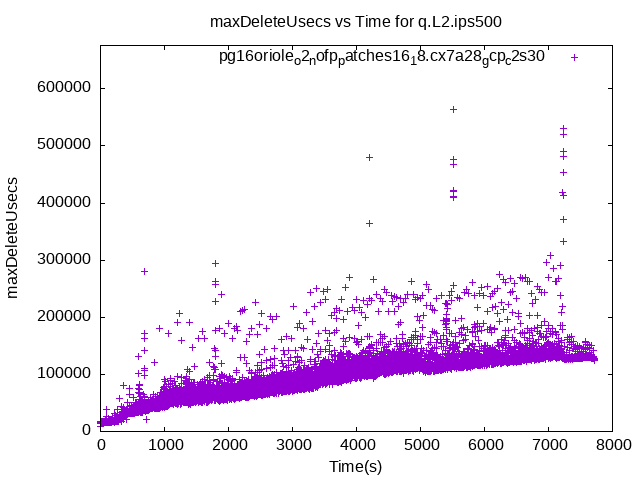 maxDeleteUsecs vs Time for q.L2.ips500
pg16oriole_o2_nofp_patches16_18.cx7a28_gcp_c2s30
600000
500000
400000
300000
200000
100000
0
maxDeleteUsecs
0 1000 2000 3000 4000 5000 6000 7000 8000
Time(s)